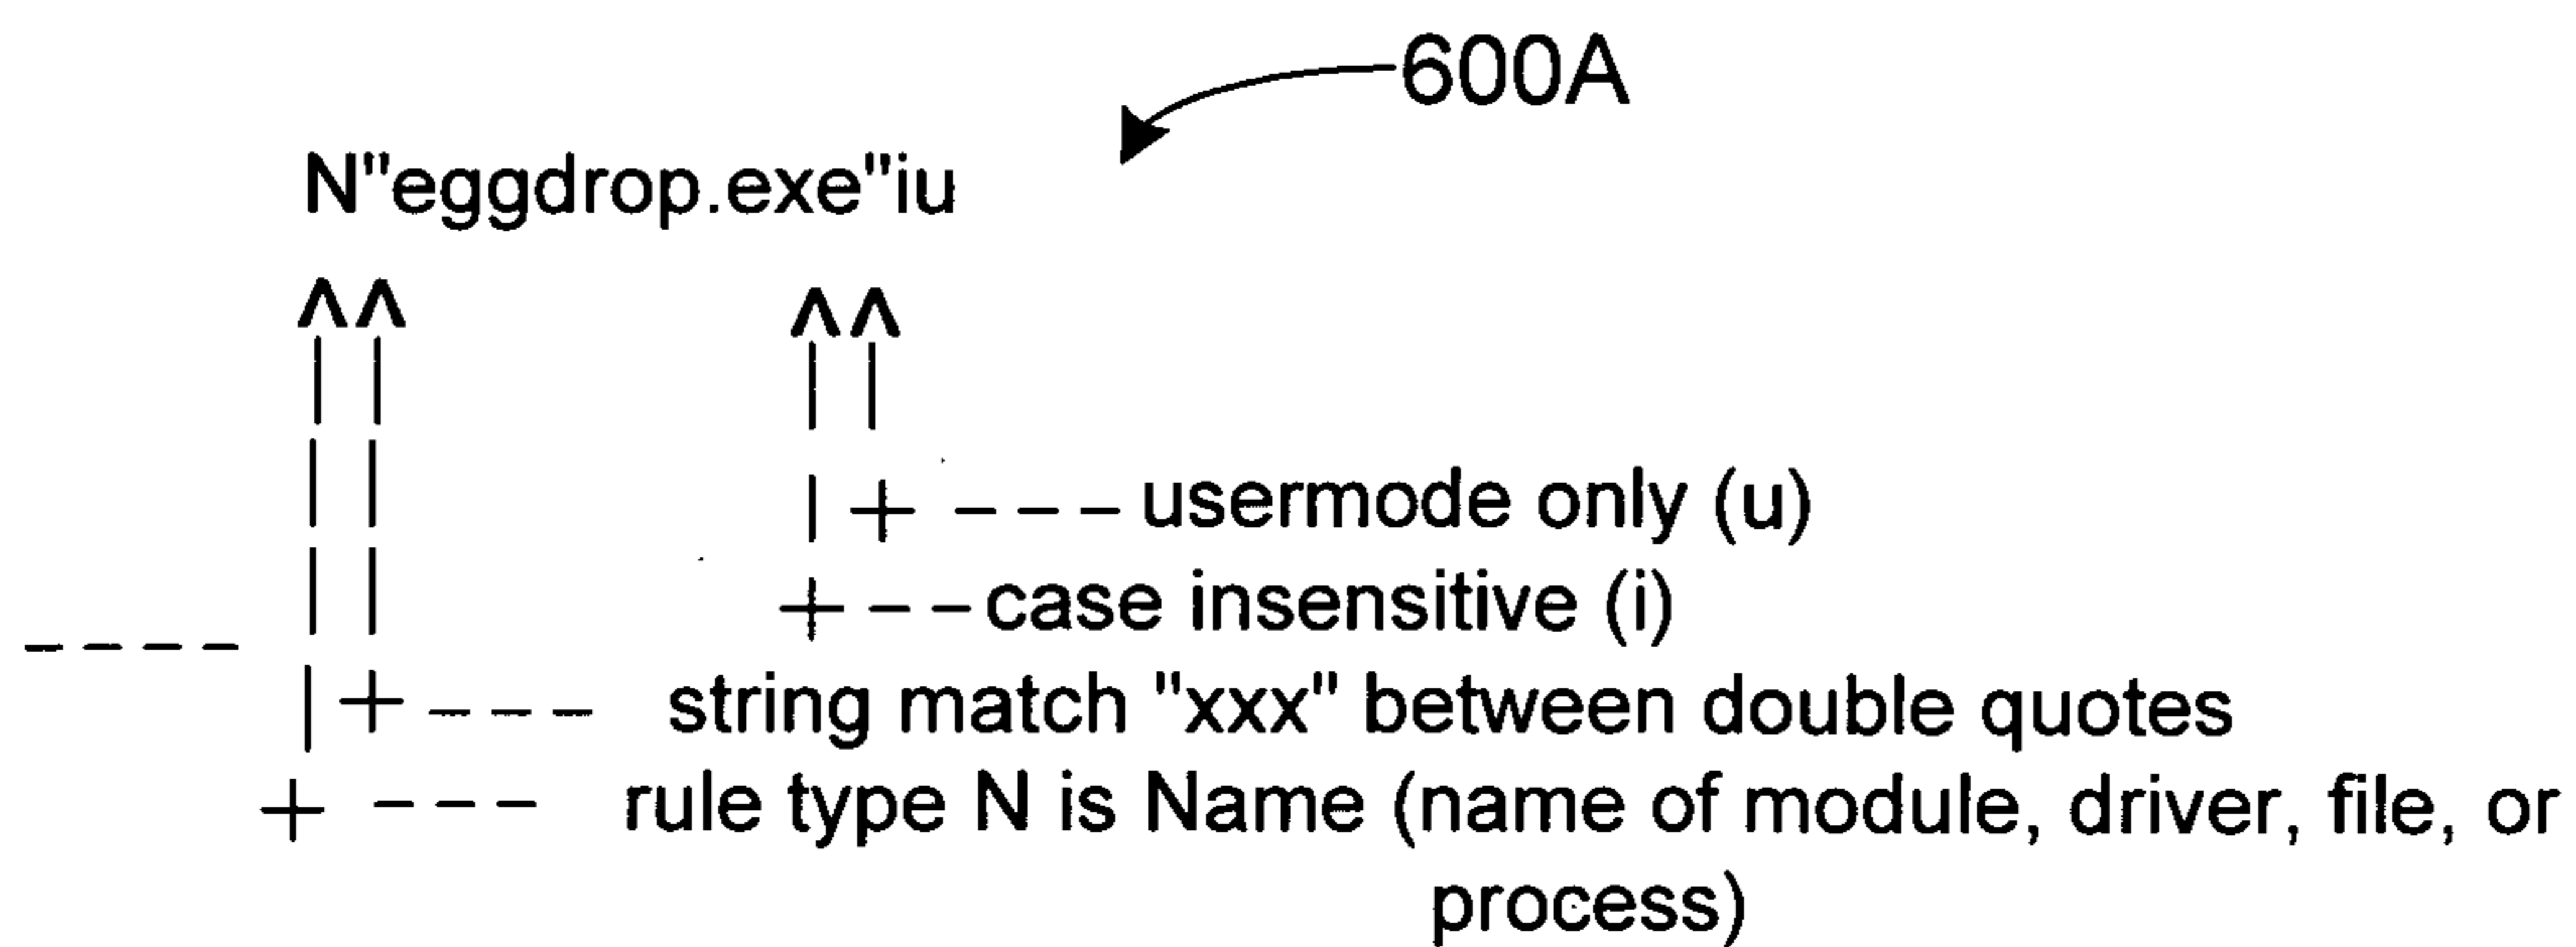 600A
N"eggdrop.exe"iu
^^ ^^
| | | |
| | | + - - - usermode only (u)
| | + - - case insensitive (i)
- - - - | + - - - string match "xxx" between double quotes
+ - - - rule type N is Name (name of module, driver, file, or
process)